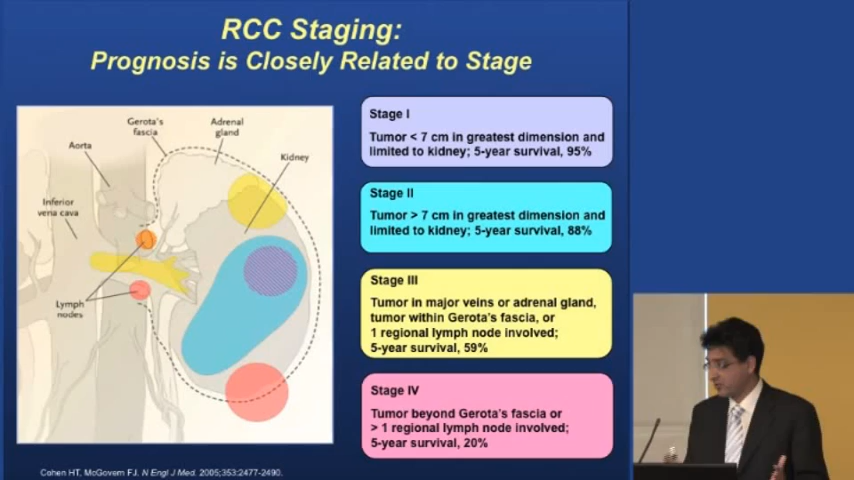 RCC Staging:
Prognosis is Closely Related to Stage
Gerota's
fascia
Adrenal
gland
Aorta
Kidney
Inferior
vena cava
Lymph
nodes
Stage I
Tumor < 7 cm in greatest dimension and
limited to kidney; 5-year survival, 95%
Stage II
Tumor > 7 cm in greatest dimension and
limited to kidney; 5-year survival, 88%
Stage III
Tumor in major veins or adrenal gland,
tumor within Gerota's fascia, or
1 regional lymph node involved;
5-year survival, 59%
Stage IV
Tumor beyond Gerota's fascia or
> 1 regional lymph node involved;
5-year survival, 20%
Cohen HT, McGovern FJ. N Engl J Med. 2005;353:2477-2490.